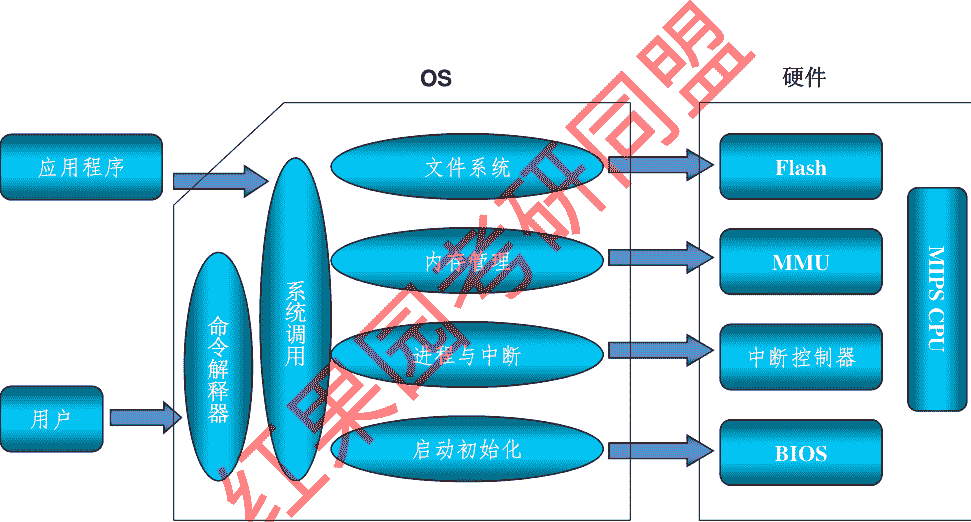 OS
硬件
应用程序
文件系统
Flash
内存管理
MMU
系统调用
命令解释器
进程与中断
中断控制器
MIPS CPU
用户
启动初始化
BIOS
红果园考研同盟